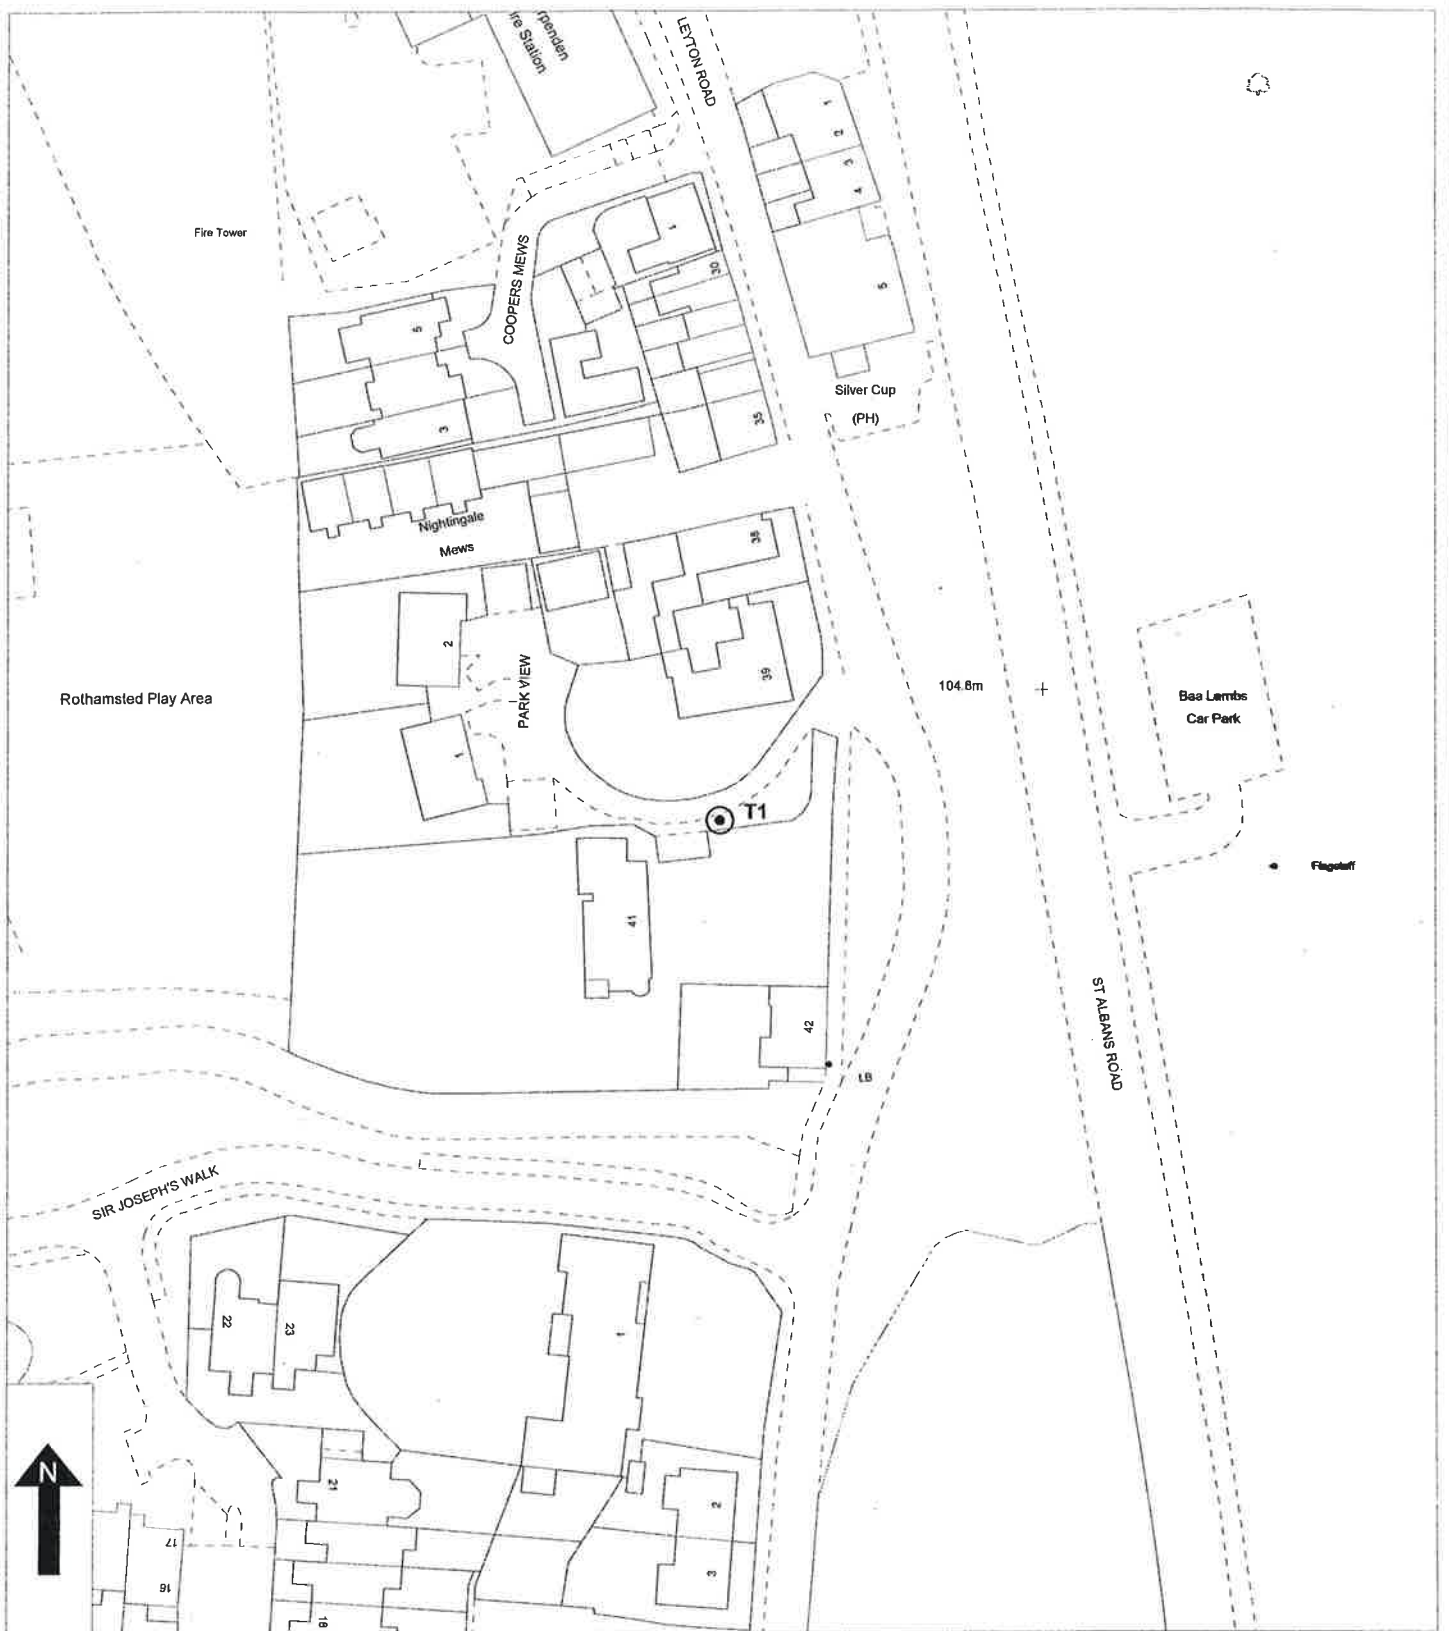 rpenden
ire Station
LEYTON ROAD
1
2
3
4
Fire Tower
COOPERS MEWS
1
30
5
5
Silver Cup
(PH)
35
3
Nightingale
Mews
38
2
PARK VIEW
39
Rothamsted Play Area
104.8m
Baa Lambs
Car Park
1
T1
Flagstaff
41
42
ST ALBANS ROAD
LB
SIR JOSEPH'S WALK
22
23
1
N
21
2
17
16
3
18